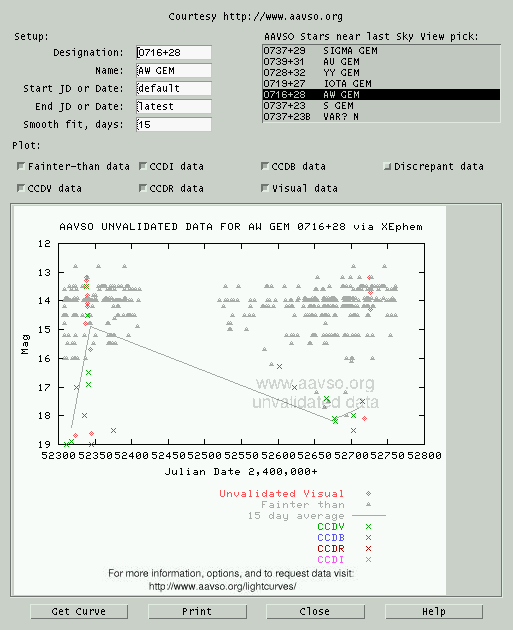 Courtesy http://www.aavso.org
Setup:
AAVSO Stars near last Sky View pick:
Designation: 0716+28
Name: AW GEM
Start JD or Date: default
End JD or Date: latest
Smooth fit, days: 15
0737+29 SIGMA GEM
0739+31 AU GEM
0728+32 YY GEM
0719+27 IOTA GEM
0716+28 AW GEM
0737+23 S GEM
0737+23B VAR? N
Plot:
Fainter-than data CCDI data CCDB data Discrepant data
CCDV data CCDR data Visual data
AAVSO UNVALIDATED DATA FOR AW GEM 0716+28 via XEphem
12
13
14
15
16
17
18
19
Mag
www.aavso.org
unvalidated data
52300 52350 52400 52450 52500 52550 52600 52650 52700 52750 52800
Julian Date 2,400,000+
Unvalidated Visual
Fainter than
15 day average
CCDV
CCDB
CCDR
CCDI
For more information, options, and to request data visit:
http://www.aavso.org/lightcurves/
Get Curve Print Close Help